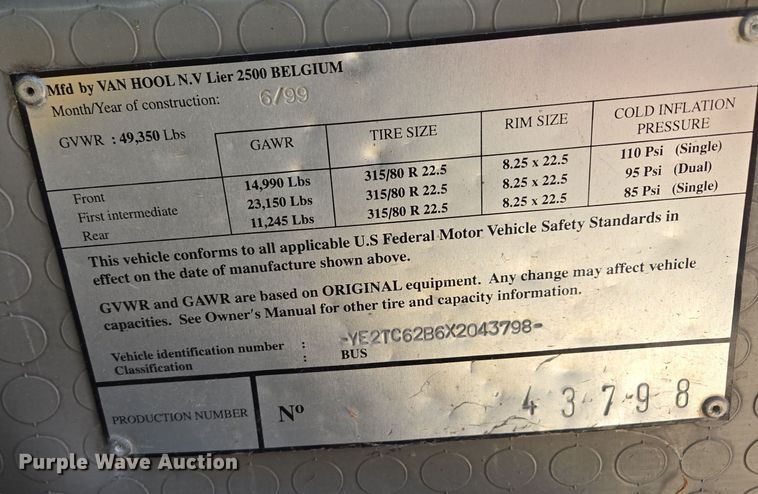 Mfd by VAN HOOL N.V Lier 2500 BELGIUM
Month/Year of construction: 6/99
GVWR : 49,350 Lbs
GAWR TIRE SIZE RIM SIZE COLD INFLATION PRESSURE
Front 14,990 Lbs 315/80 R 22.5 8.25 x 22.5 110 Psi (Single)
First intermediate 23,150 Lbs 315/80 R 22.5 8.25 x 22.5 95 Psi (Dual)
Rear 11,245 Lbs 315/80 R 22.5 8.25 x 22.5 85 Psi (Single)
This vehicle conforms to all applicable U.S Federal Motor Vehicle Safety Standards in
effect on the date of manufacture shown above.
GVWR and GAWR are based on ORIGINAL equipment. Any change may affect vehicle
capacities. See Owner's Manual for other tire and capacity information.
Vehicle identification number : -YE2TC62B6X2043798-
Classification : BUS
PRODUCTION NUMBER Nº 43798
Purple Wave Auction